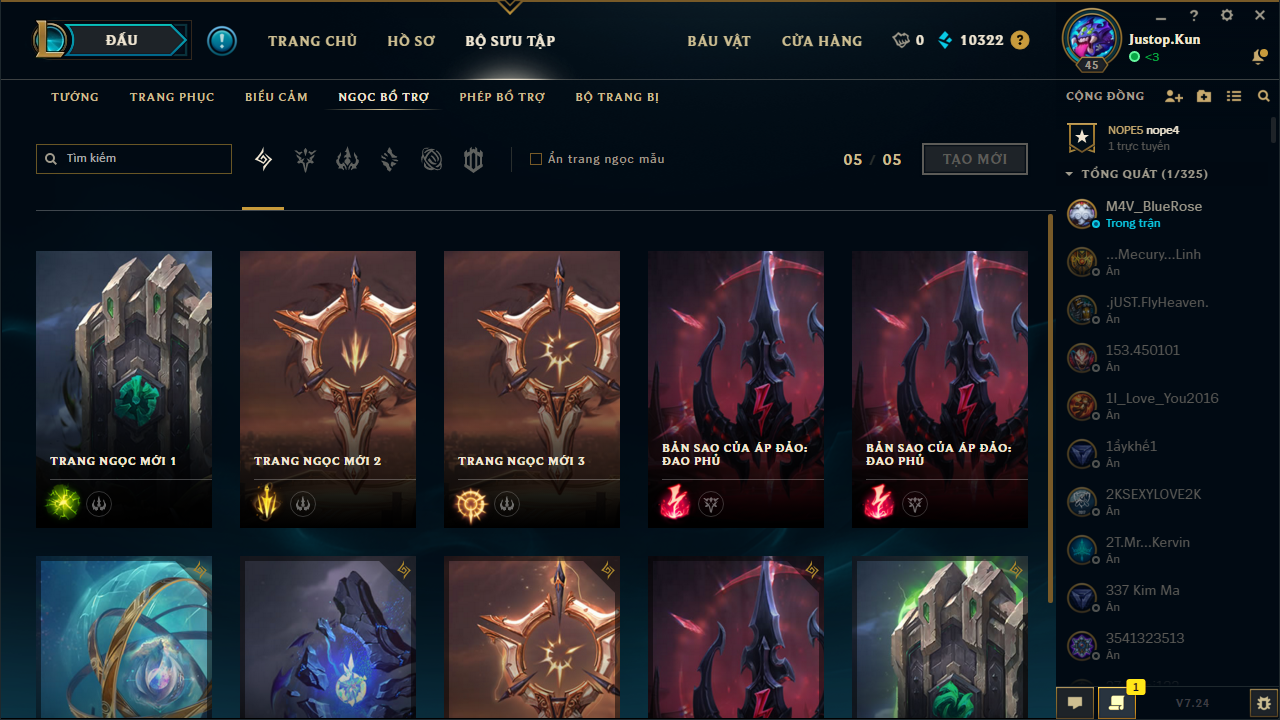 ĐẤU
TRANG CHỦ
HỒ SƠ
BỘ SƯU TẬP
BÁU VẬT
CỬA HÀNG
0
10322
?
?
45
Justop.Kun
<3
TƯỚNG
TRANG PHỤC
BIỂU CẢM
NGỌC BỔ TRỢ
PHÉP BỔ TRỢ
BỘ TRANG BỊ
CỘNG ĐỒNG
Tìm kiếm
Ẩn trang ngọc mẫu
05 / 05
TẠO MỚI
NOPE5 nope4
1 trực tuyến
TỔNG QUÁT (1/325)
M4V_BlueRose
Trong trận
...Mecury...Linh
Ẩn
.jUST.FlyHeaven.
Ẩn
153.450101
Ẩn
1I_Love_You2016
Ẩn
1ầykhế1
Ẩn
2KSEXYLOVE2K
Ẩn
2T.Mr...Kervin
Ẩn
337 Kim Ma
Ẩn
3541323513
Ẩn
TRANG NGỌC MỚI 1
TRANG NGỌC MỚI 2
TRANG NGỌC MỚI 3
BẢN SAO CỦA ÁP ĐẢO:
ĐAO PHỦ
BẢN SAO CỦA ÁP ĐẢO:
ĐAO PHỦ
1
V7.24